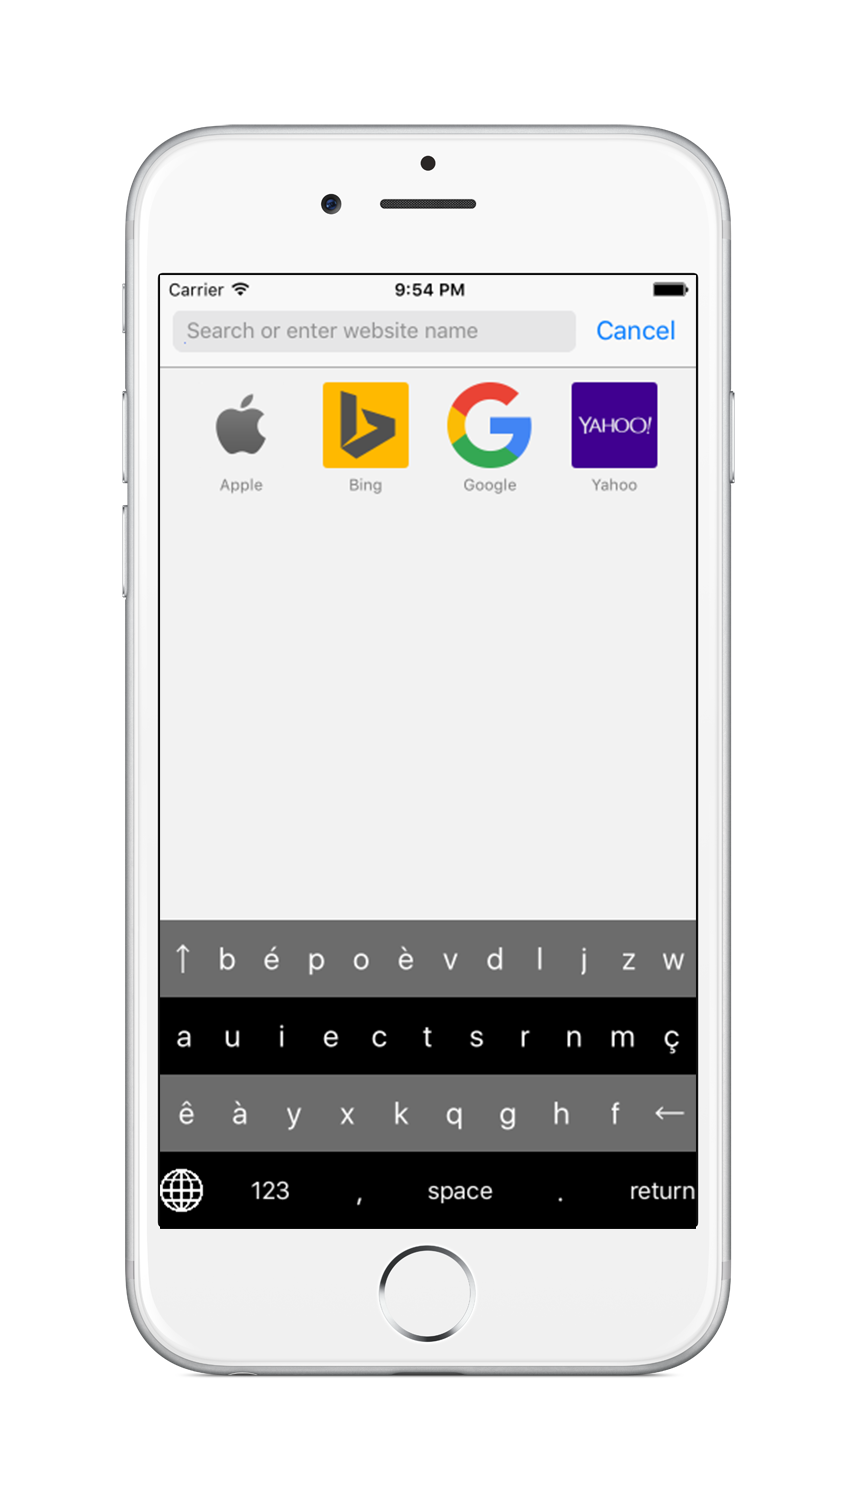 Carrier 9:54 PM
Search or enter website name Cancel
YAHOO!
Apple Bing Google Yahoo
↑ b é p o è v d l j z w
a u i e c t s r n m ç
ê à y x k q g h f ←
123 , space . return